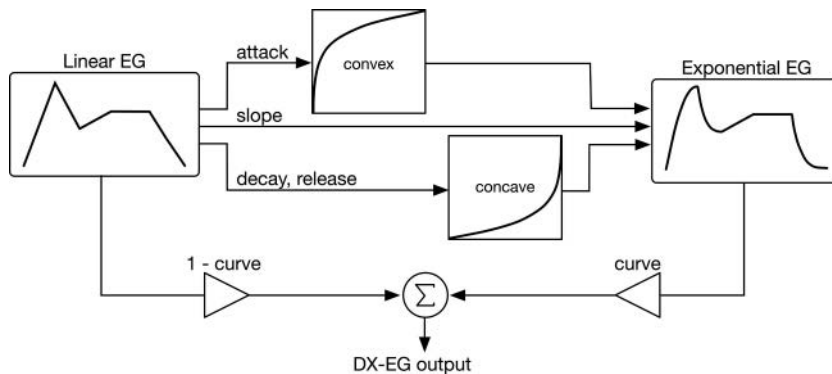 Linear EG
attack
convex
Exponential EG
slope
decay, release
concave
1 - curve
curve
Σ
DX-EG output